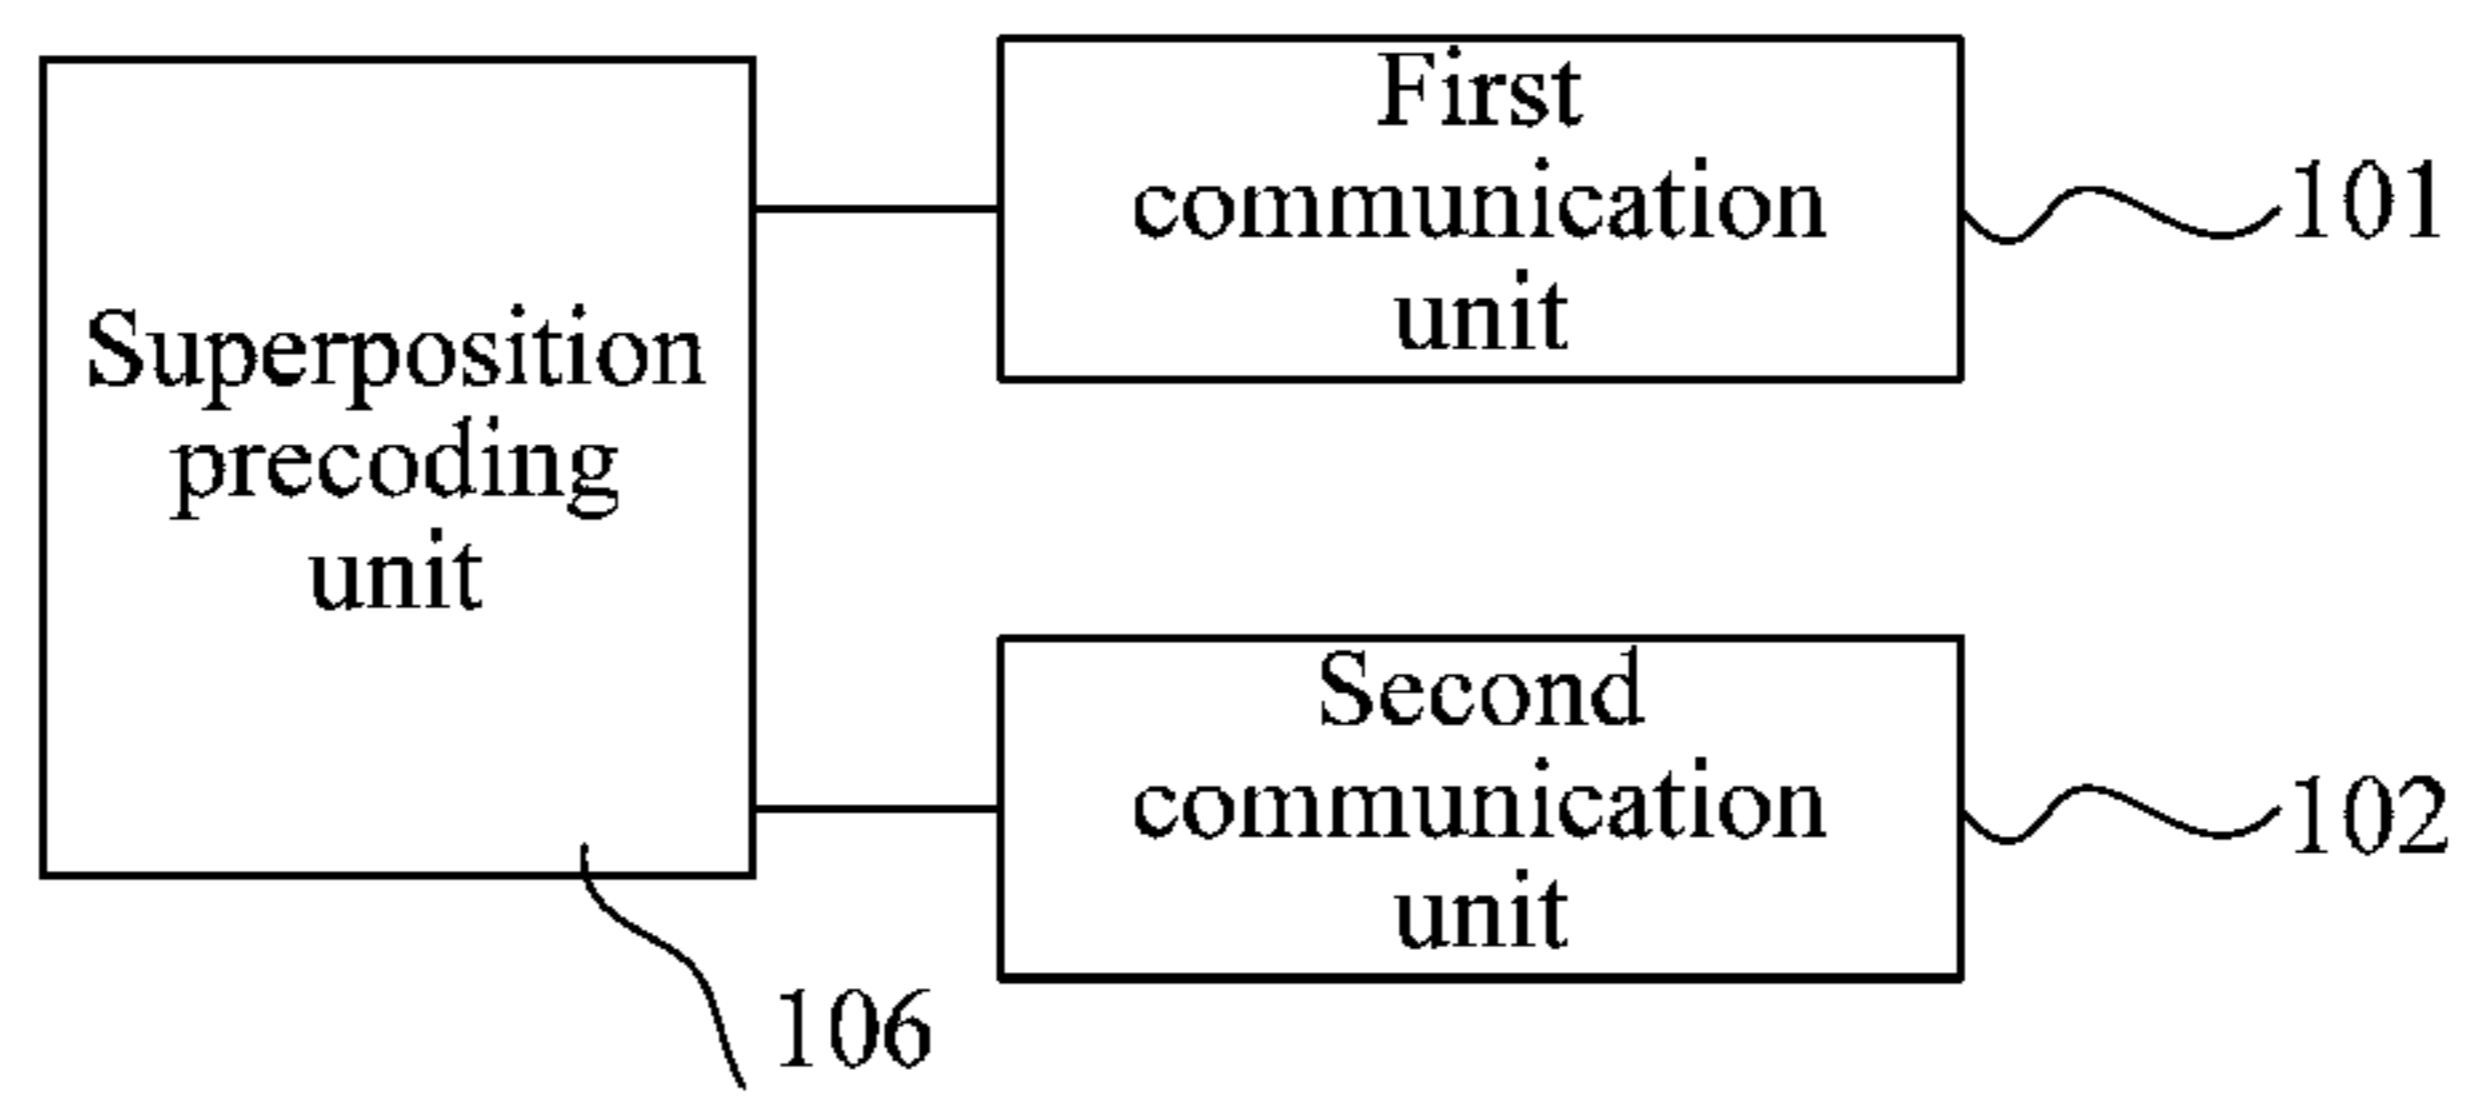 First
communication
unit
101
Superposition
precoding
unit
Second
communication
unit
102
106